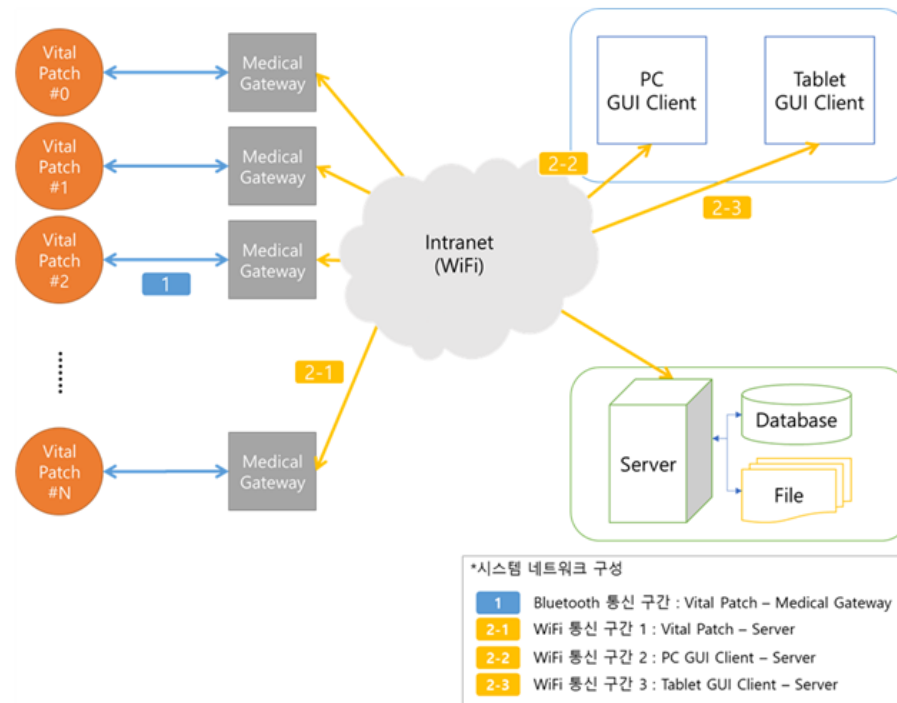 Vital
Patch
#0
Medical
Gateway
Vital
Patch
#1
Medical
Gateway
Vital
Patch
#2
Medical
Gateway
1
Vital
Patch
#N
Medical
Gateway
2-1
Intranet
(WiFi)
2-2
2-3
PC
GUI Client
Tablet
GUI Client
Server
Database
File
*시스템 네트워크 구성
1 Bluetooth 통신 구간 : Vital Patch – Medical Gateway
2-1 WiFi 통신 구간 1 : Vital Patch – Server
2-2 WiFi 통신 구간 2 : PC GUI Client – Server
2-3 WiFi 통신 구간 3 : Tablet GUI Client – Server